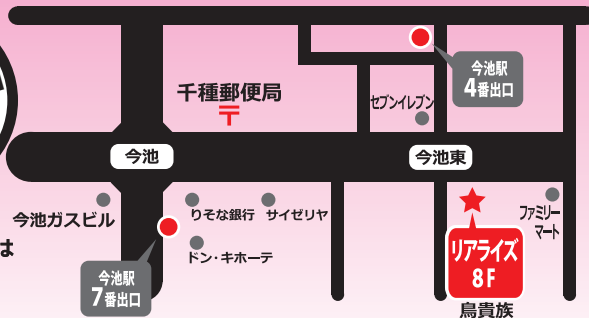 今池駅
4番出口
千種郵便局
〒
セブンイレブン
今池
今池東
今池ガスビル
りそな銀行
サイゼリヤ
ファミリー
マート
は
ドン・キホーテ
リアライズ
8F
今池駅
7番出口
鳥貴族